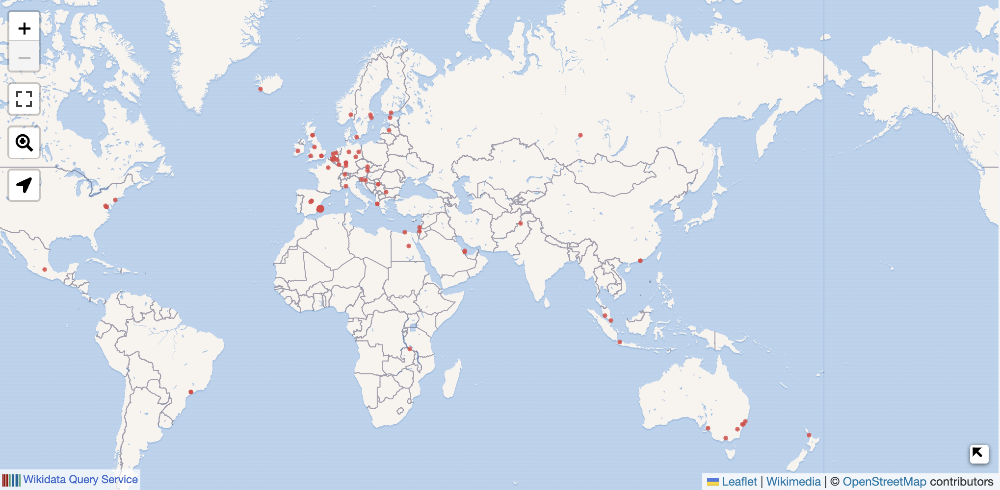 +
−
Wikidata Query Service
Leaflet | Wikimedia | © OpenStreetMap contributors